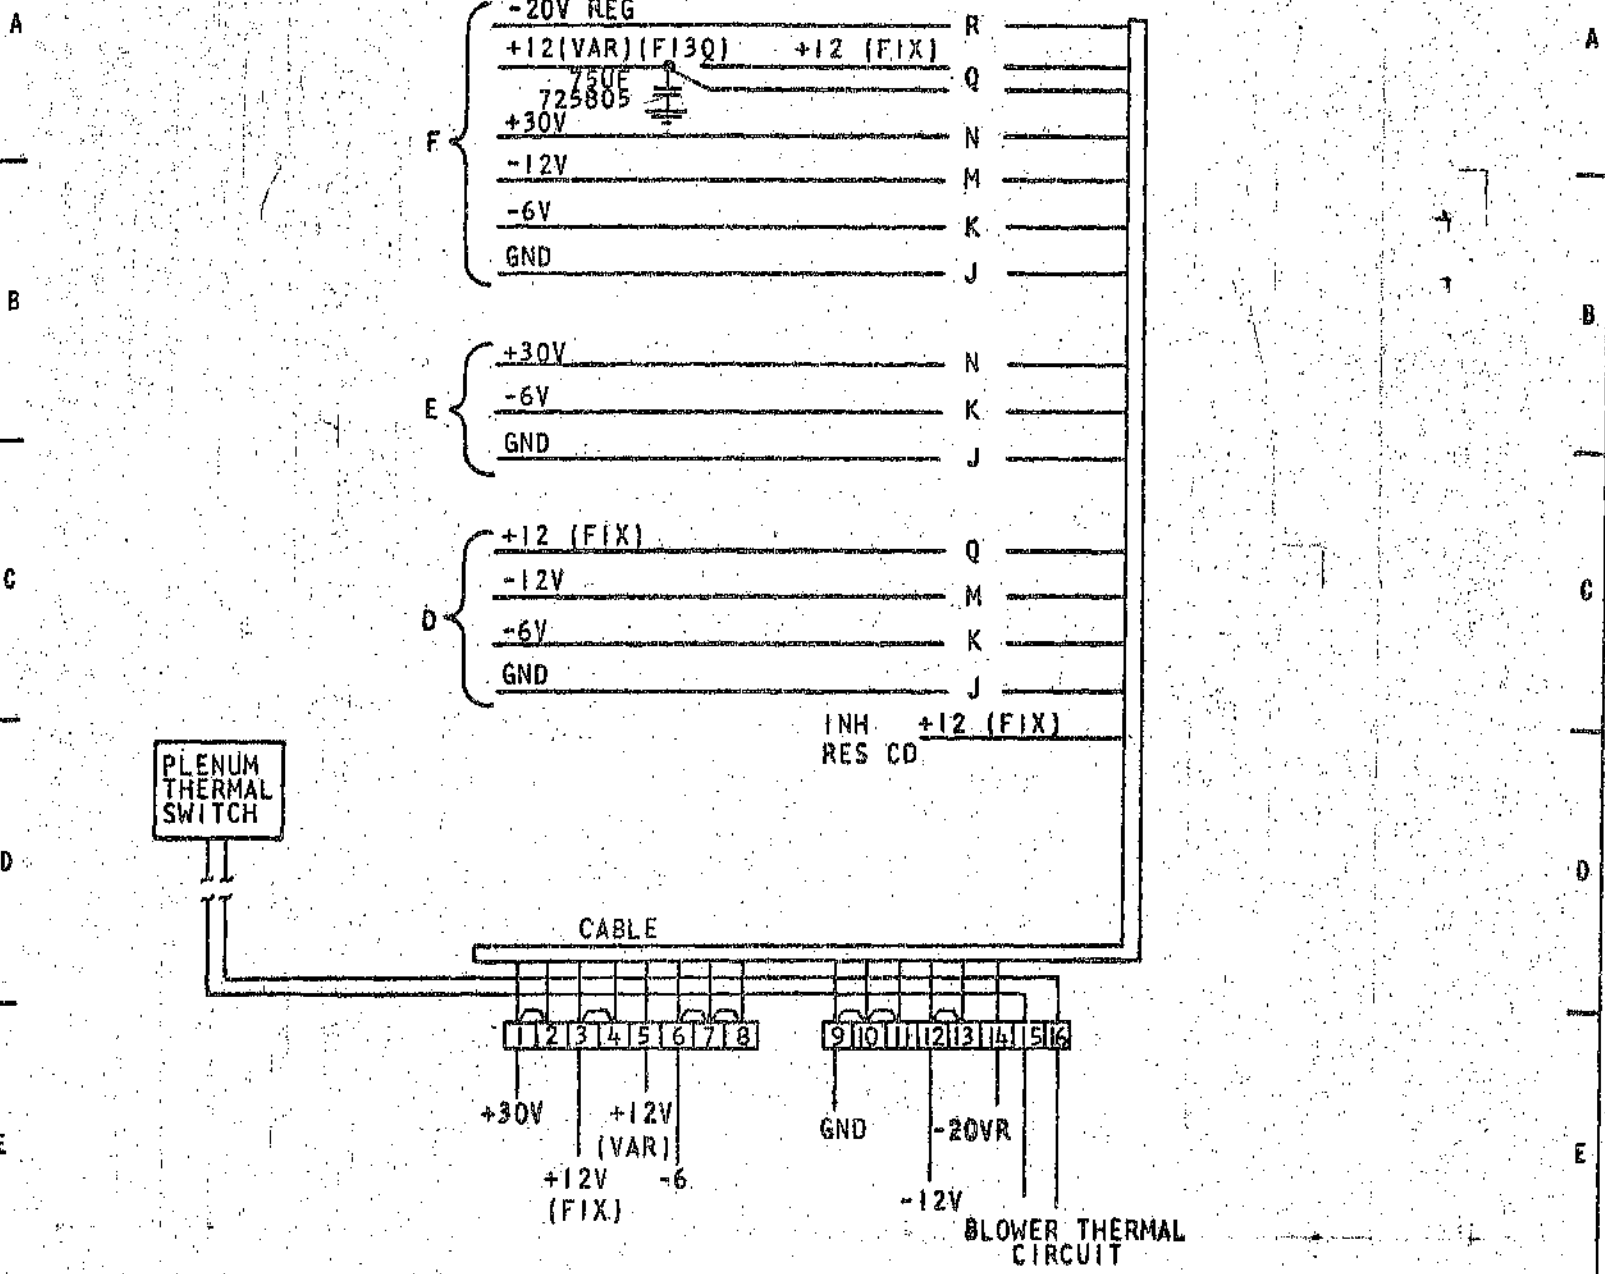 A
-20V REG R
A
+12(VAR)(F13Q) +12 (FIX) Q
75UF
725805
+30V N
F
-12V M
-6V K
GND J
B
B
+30V N
E
-6V K
GND J
+12 (FIX) Q
C
-12V M
C
D
-6V K
GND J
INH +12 (FIX)
RES CD
PLENUM
THERMAL
SWITCH
D
D
CABLE
1 2 3 4 5 6 7 8 9 10 11 12 13 14 15 16
+30V +12V GND -20VR
(VAR)
E
E
+12V -6 -12V
(FIX)
BLOWER THERMAL
CIRCUIT